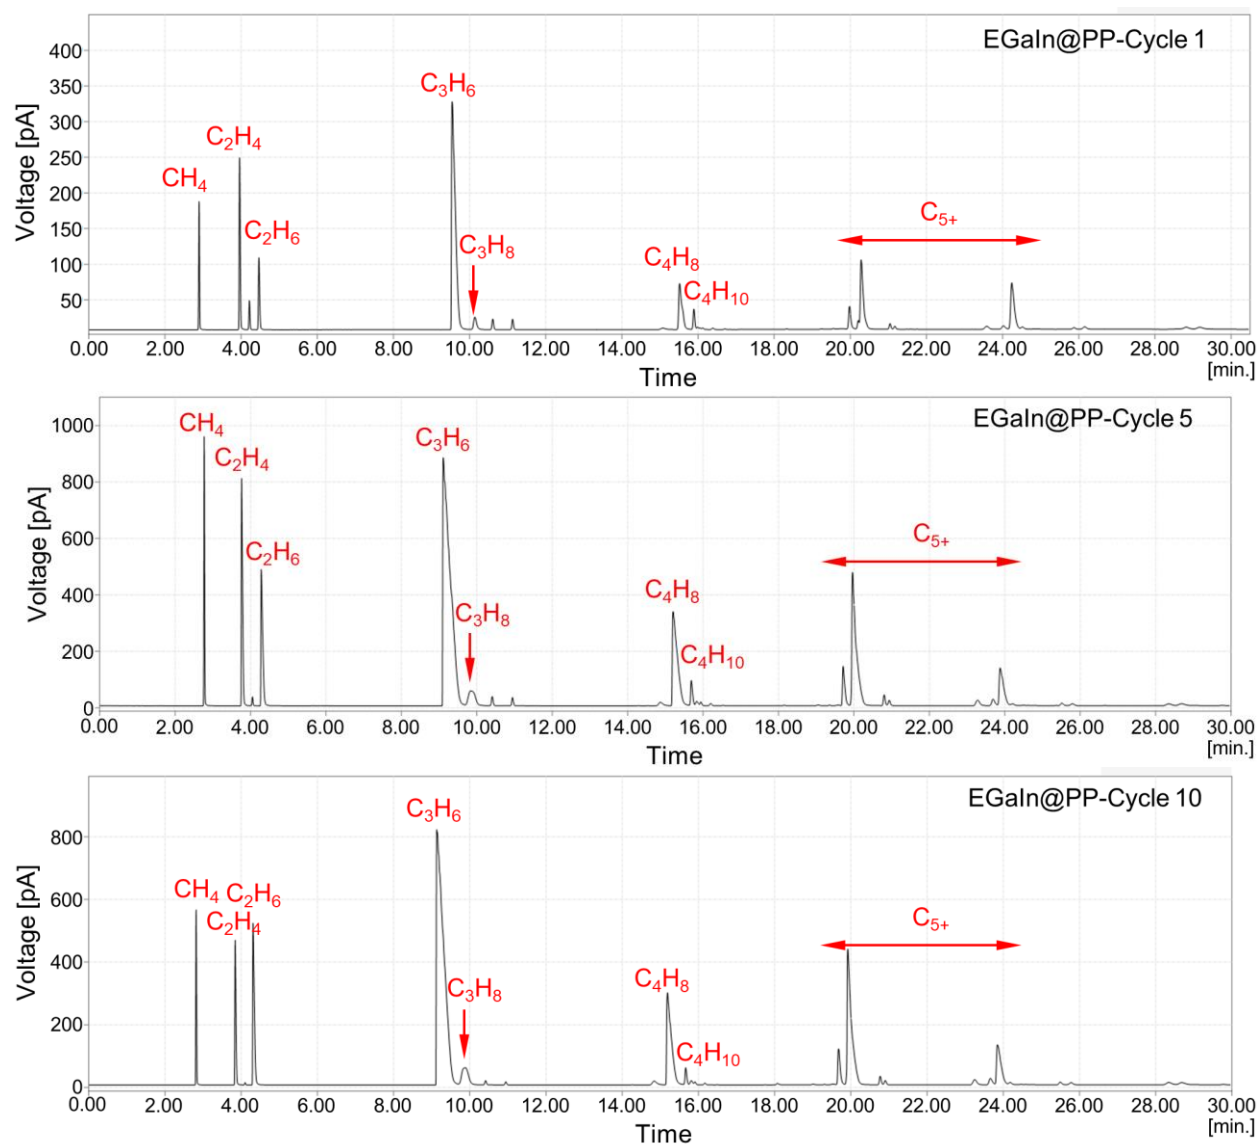 EGaIn@PP-Cycle 1
Voltage [pA]
400
350
300
250
200
150
100
50
CH₄
C₂H₄
C₂H₆
C₃H₆
C₃H₈
C₄H₈
C₄H₁₀
C₅₊
0.00 2.00 4.00 6.00 8.00 10.00 12.00 14.00 16.00 18.00 20.00 22.00 24.00 26.00 28.00 30.00
Time
[min.]
EGaIn@PP-Cycle 5
Voltage [pA]
1000
800
600
400
200
0
CH₄
C₂H₄
C₂H₆
C₃H₆
C₃H₈
C₄H₈
C₄H₁₀
C₅₊
0.00 2.00 4.00 6.00 8.00 10.00 12.00 14.00 16.00 18.00 20.00 22.00 24.00 26.00 28.00 30.00
Time
[min.]
EGaIn@PP-Cycle 10
Voltage [pA]
800
600
400
200
0
CH₄
C₂H₄
C₂H₆
C₃H₆
C₃H₈
C₄H₈
C₄H₁₀
C₅₊
0.00 2.00 4.00 6.00 8.00 10.00 12.00 14.00 16.00 18.00 20.00 22.00 24.00 26.00 28.00 30.00
Time
[min.]